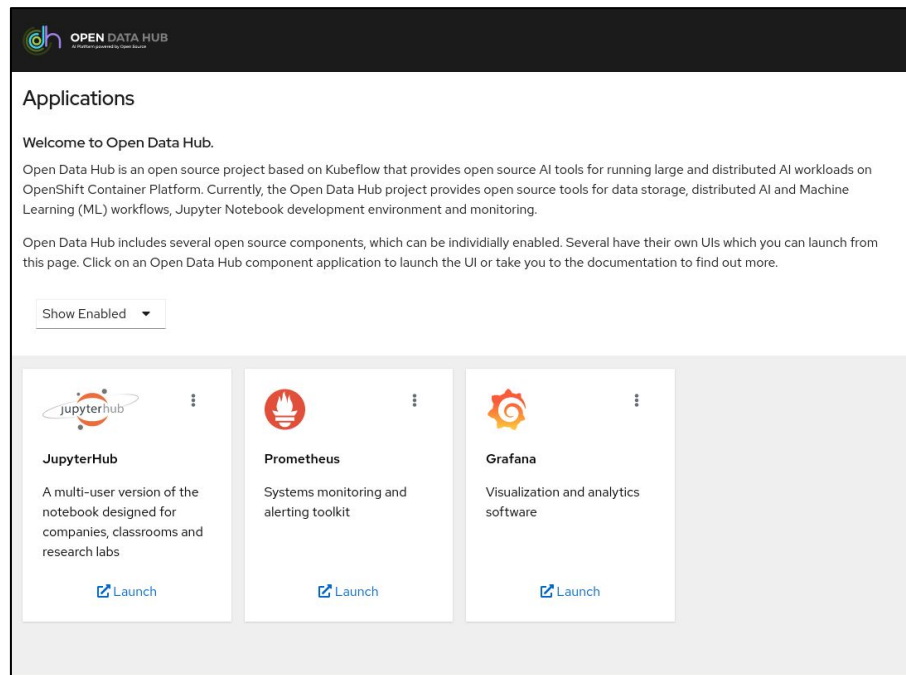 OPEN DATA HUB
AI Platform powered by Open Source
Applications
Welcome to Open Data Hub.
Open Data Hub is an open source project based on Kubeflow that provides open source AI tools for running large and distributed AI workloads on
OpenShift Container Platform. Currently, the Open Data Hub project provides open source tools for data storage, distributed AI and Machine
Learning (ML) workflows, Jupyter Notebook development environment and monitoring.
Open Data Hub includes several open source components, which can be individially enabled. Several have their own UIs which you can launch from
this page. Click on an Open Data Hub component application to launch the UI or take you to the documentation to find out more.
Show Enabled
jupyterhub
JupyterHub
A multi-user version of the
notebook designed for
companies, classrooms and
research labs
Launch
Prometheus
Systems monitoring and
alerting toolkit
Launch
Grafana
Visualization and analytics
software
Launch